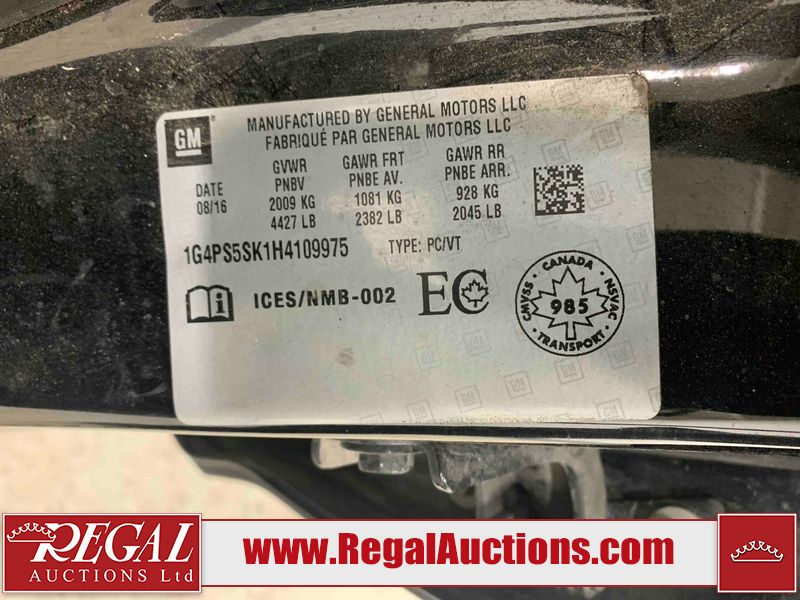 GM
MANUFACTURED BY GENERAL MOTORS LLC
FABRIQUÉ PAR GENERAL MOTORS LLC
DATE
08/16
GVWR
PNBV
2009 KG
4427 LB
GAWR FRT
PNBE AV.
1081 KG
2382 LB
GAWR RR
PNBE ARR.
928 KG
2045 LB
1G4PS5SK1H4109975 TYPE: PC/VT
i ICES/NMB-002 EC
CANADA
CMVSS 985 NSVAC
TRANSPORT
REGAL
AUCTIONS Ltd
www.RegalAuctions.com